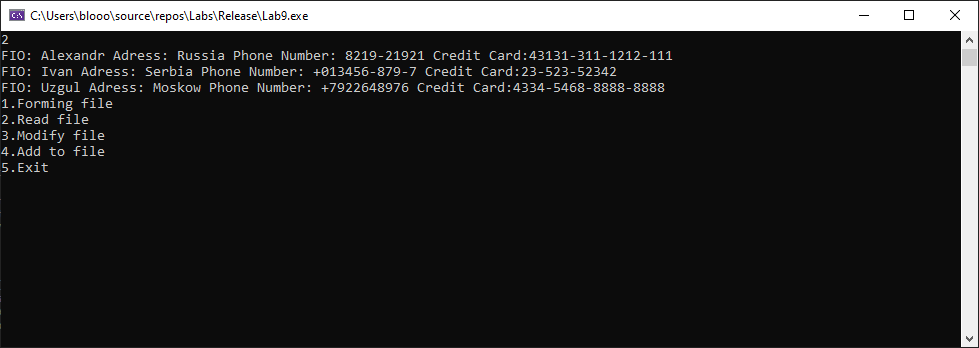 C:\Users\blooo\source\repos\Labs\Release\Lab9.exe
2
FIO: Alexandr Adress: Russia Phone Number: 8219-21921 Credit Card:43131-311-1212-111
FIO: Ivan Adress: Serbia Phone Number: +013456-879-7 Credit Card:23-523-52342
FIO: Uzgul Adress: Moskow Phone Number: +7922648976 Credit Card:4334-5468-8888-8888
1.Forming file
2.Read file
3.Modify file
4.Add to file
5.Exit